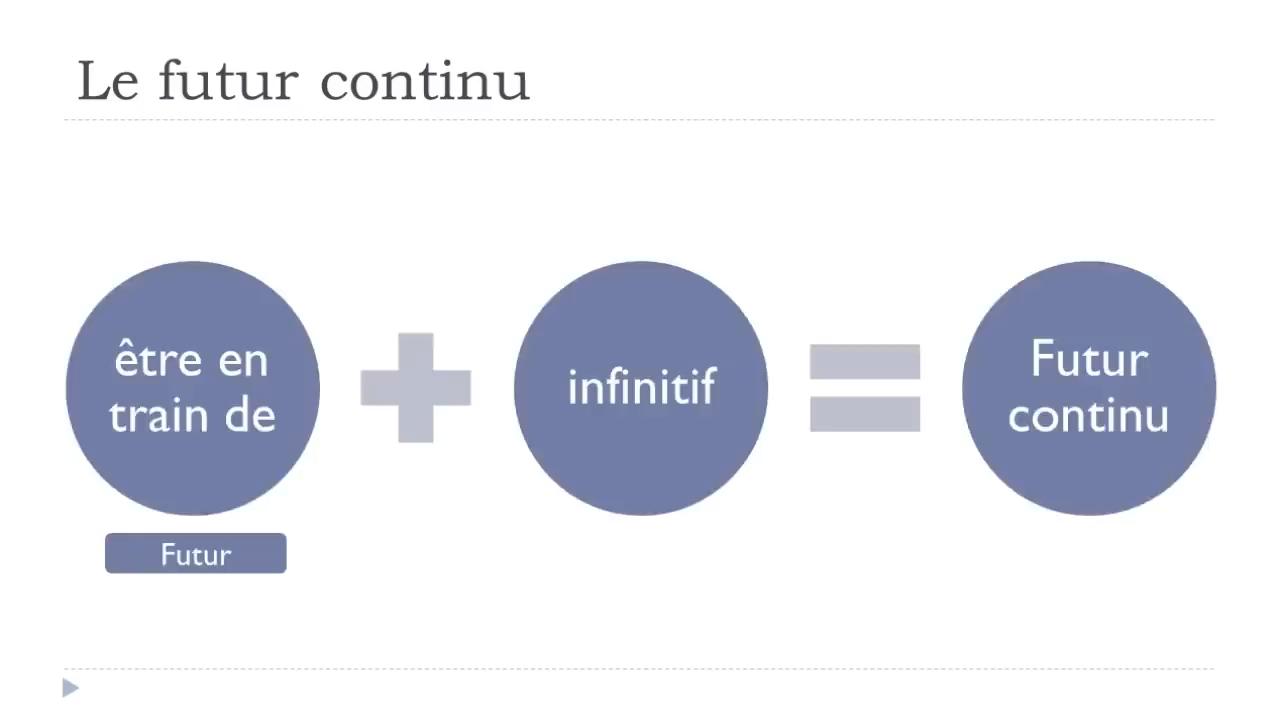 Le futur continu
être en
train de
infinitif
Futur
continu
Futur